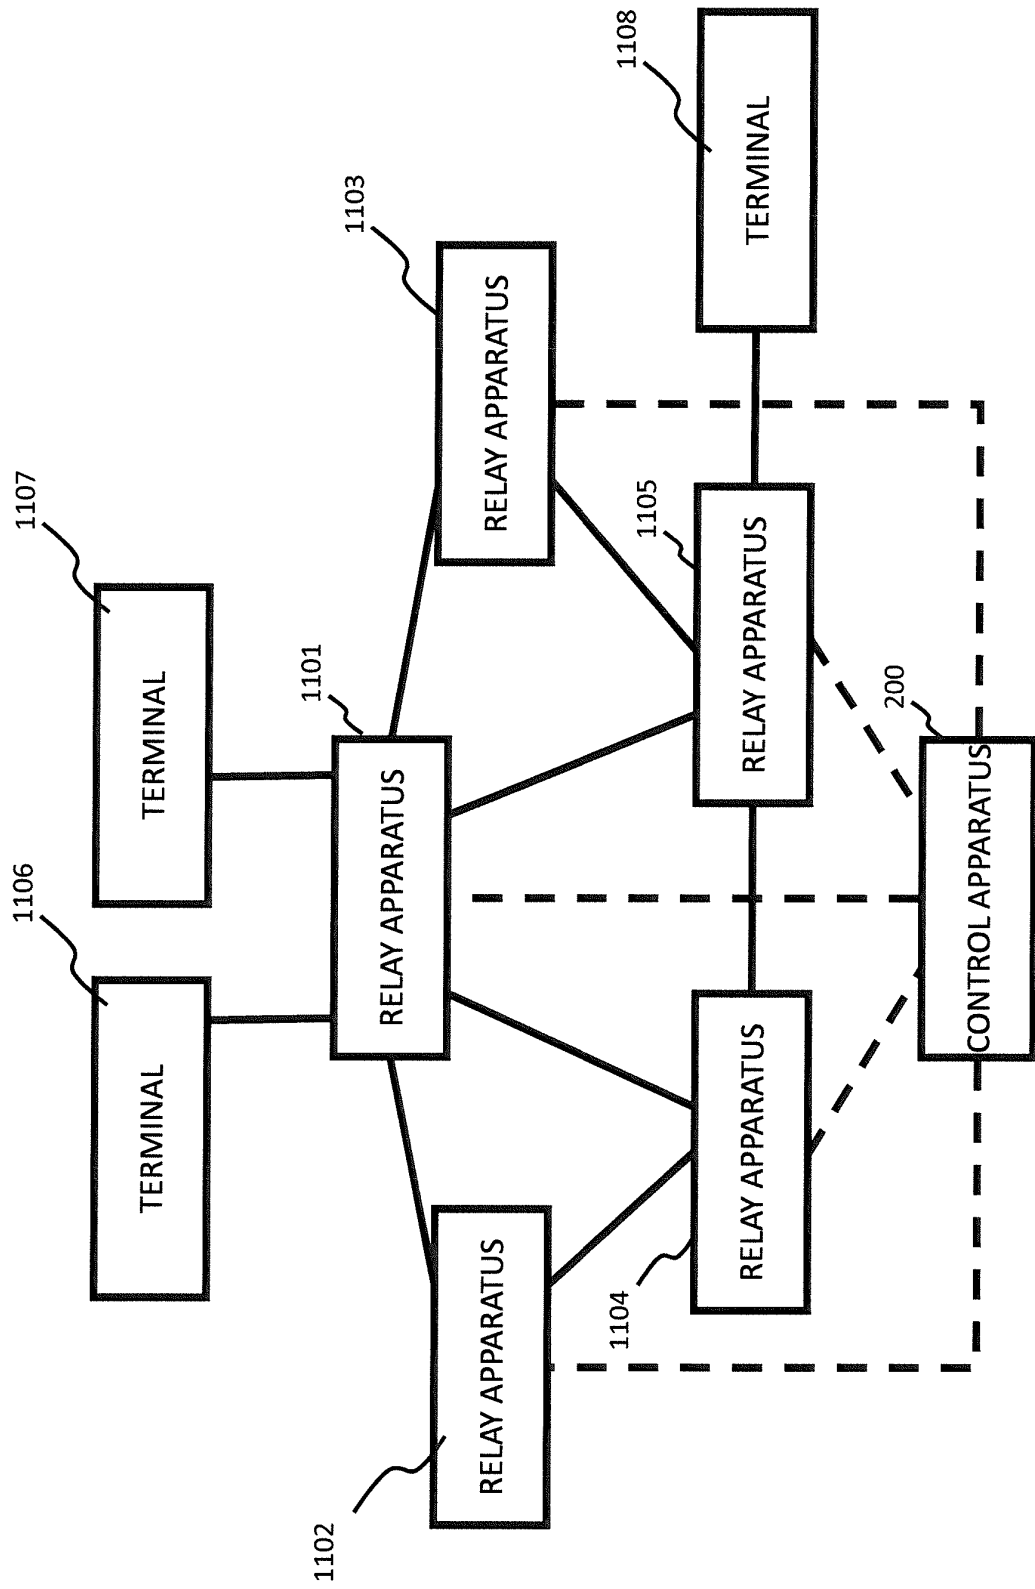 1106
TERMINAL
1107
TERMINAL
1101
RELAY APPARATUS
1102
RELAY APPARATUS
1103
RELAY APPARATUS
1104
RELAY APPARATUS
1105
RELAY APPARATUS
1108
TERMINAL
200
CONTROL APPARATUS